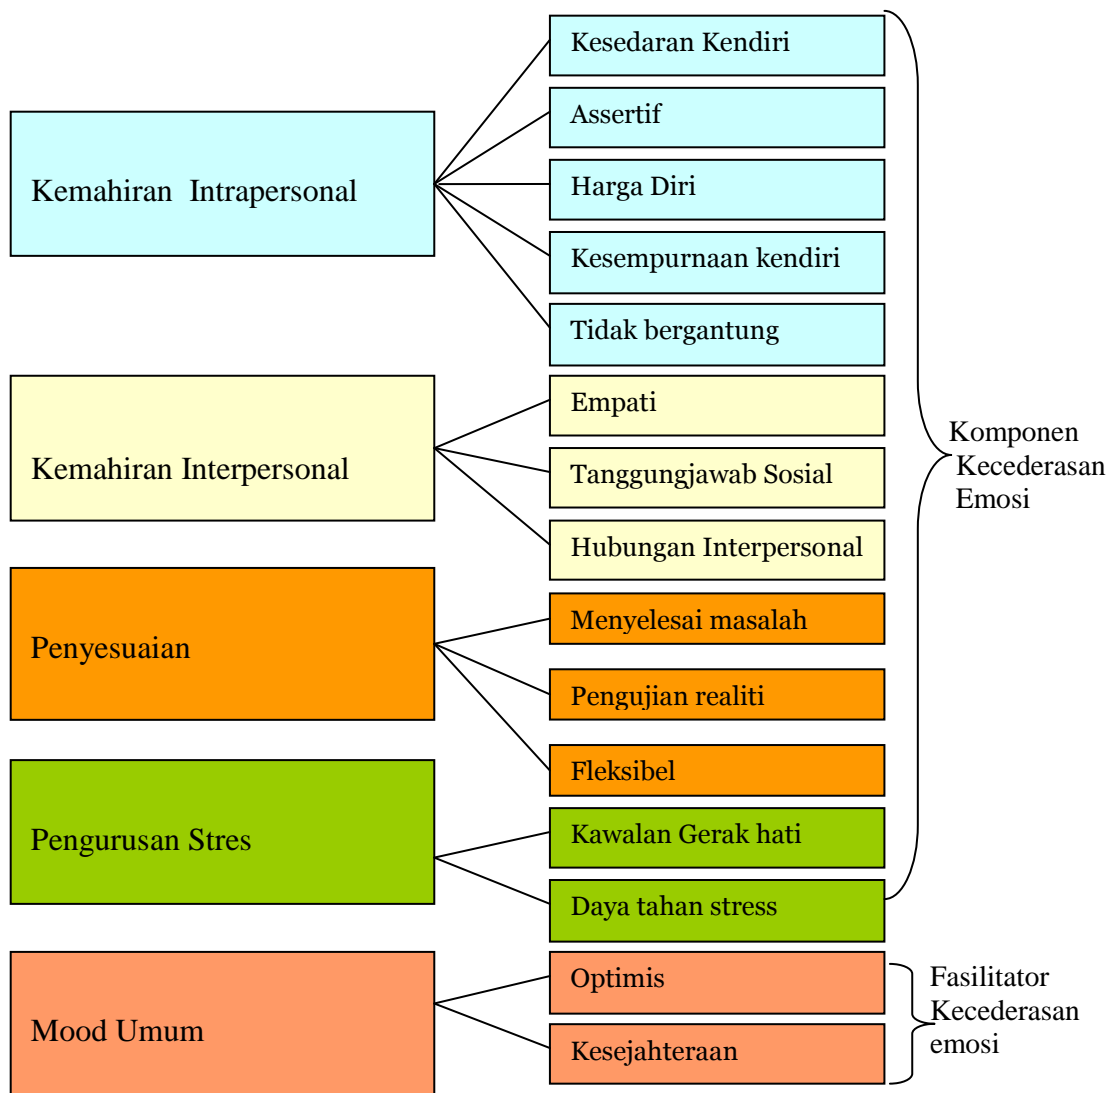 Kemahiran Intrapersonal
Kesedaran Kendiri
Assertif
Harga Diri
Kesempurnaan kendiri
Tidak bergantung
Kemahiran Interpersonal
Empati
Tanggungjawab Sosial
Hubungan Interpersonal
Penyesuaian
Menyelesai masalah
Pengujian realiti
Fleksibel
Pengurusan Stres
Kawalan Gerak hati
Daya tahan stress
Komponen
Kecederasan
Emosi
Mood Umum
Optimis
Kesejahteraan
Fasilitator
Kecederasan
emosi